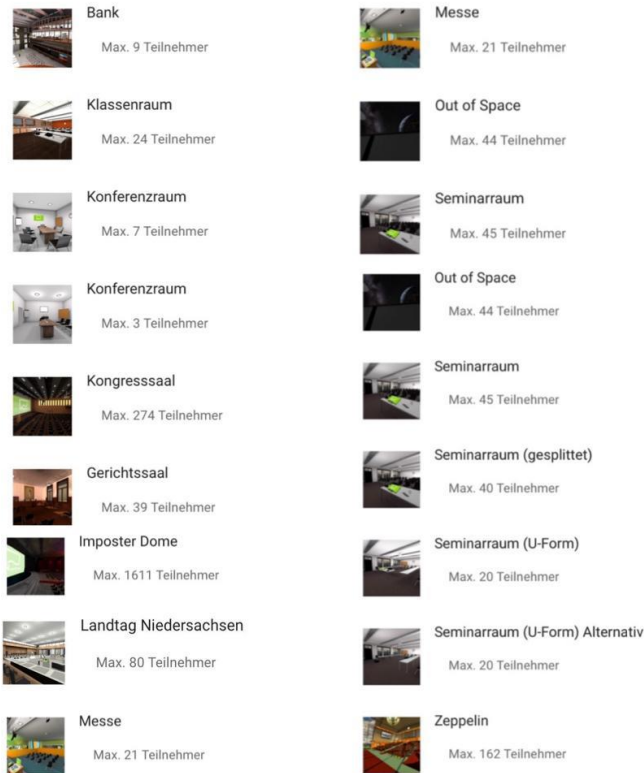 Bank
Max. 9 Teilnehmer
Klassenraum
Max. 24 Teilnehmer
Konferenzraum
Max. 7 Teilnehmer
Konferenzraum
Max. 3 Teilnehmer
Kongresssaal
Max. 274 Teilnehmer
Gerichtssaal
Max. 39 Teilnehmer
Imposter Dome
Max. 1611 Teilnehmer
Landtag Niedersachsen
Max. 80 Teilnehmer
Messe
Max. 21 Teilnehmer
Messe
Max. 21 Teilnehmer
Out of Space
Max. 44 Teilnehmer
Seminarraum
Max. 45 Teilnehmer
Out of Space
Max. 44 Teilnehmer
Seminarraum
Max. 45 Teilnehmer
Seminarraum (gesplittet)
Max. 40 Teilnehmer
Seminarraum (U-Form)
Max. 20 Teilnehmer
Seminarraum (U-Form) Alternativ
Max. 20 Teilnehmer
Zeppelin
Max. 162 Teilnehmer